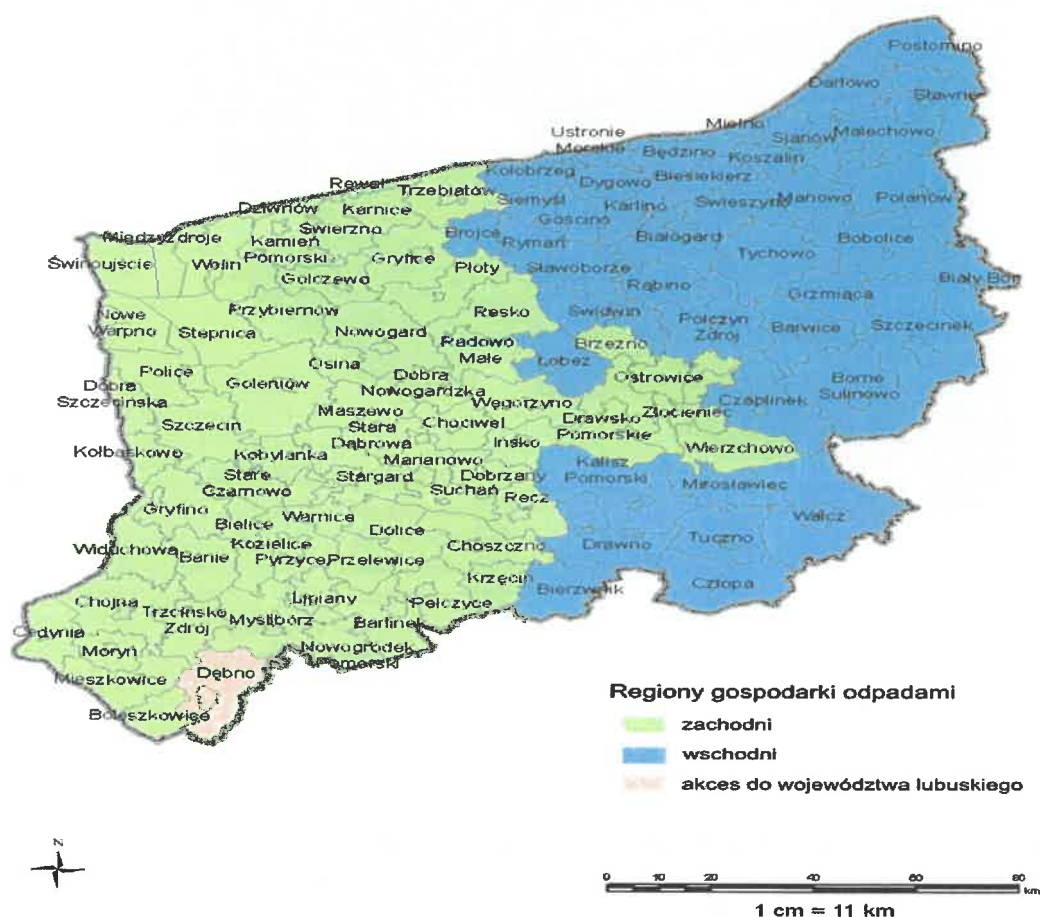 Postomino
Darłowo
Sławno
Mielno
Ustronie
Morskie
Sianów
Malechowo
Będzino
Koszalin
Kołobrzeg
Dygowo
Biesiekierz
Rewal
Trzebiatów
Siemyśl
Karlino
Świeszyno
Manowo
Polanów
Dziwnów
Karnice
Gościno
Świerzno
Brojce
Rymań
Białogard
Bobolice
Międzyzdroje
Kamień
Pomorski
Tychowo
Świnoujście
Wolin
Gryfice
Płoty
Sławoborze
Golczewo
Rąbino
Biały Bór
Grzmiąca
Nowe
Warpno
Przybiernów
Resko
Świdwin
Stepnica
Nowogard
Połczyn
Zdrój
Barwice
Szczecinek
Radowo
Małe
Brzeżno
Osina
Łobez
Police
Dobra
Nowogardzka
Ostrowice
Goleniów
Borne
Sulinowo
Dobra
Szczecińska
Węgorzyno
Czaplinek
Maszewo
Złocieniec
Szczecin
Stara
Dąbrowa
Chociwel
Drawsko
Pomorskie
Ińsko
Wierzchowo
Kołbaskowo
Kobylanka
Marianowo
Kalisz
Pomorski
Stare
Czarnowo
Stargard
Dobrzany
Suchań
Recz
Mirosławiec
Gryfino
Warnice
Wałcz
Bielice
Dolice
Tuczno
Widuchowa
Kozielice
Choszczno
Drawno
Banie
Pyrzyce
Przelewice
Krzęcin
Człopa
Bierzwnik
Chojna
Lipiany
Pełczyce
Trzcińsko
Zdrój
Myślibórz
Barlinek
Cedynia
Moryń
Nowogródek
Pomorski
Dębno
Mieszkowice
Boleszkowice
Regiony gospodarki odpadami
zachodni
wschodni
akces do województwa lubuskiego
N
0 10 20 40 60 80
km
1 cm = 11 km